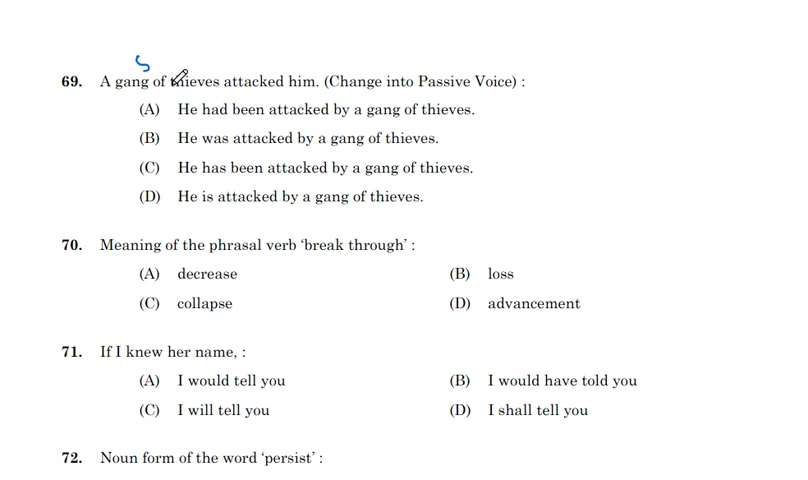 S
69. A gang of thieves attacked him. (Change into Passive Voice) :
(A) He had been attacked by a gang of thieves.
(B) He was attacked by a gang of thieves.
(C) He has been attacked by a gang of thieves.
(D) He is attacked by a gang of thieves.
70. Meaning of the phrasal verb ‘break through’ :
(A) decrease (B) loss
(C) collapse (D) advancement
71. If I knew her name, :
(A) I would tell you (B) I would have told you
(C) I will tell you (D) I shall tell you
72. Noun form of the word ‘persist’ :